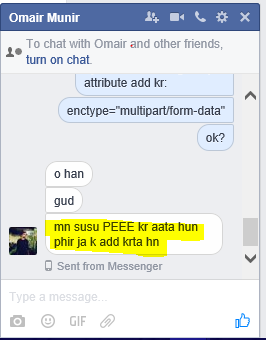 Omair Munir
To chat with Omair and other friends,
turn on chat.
attribute add kr:
enctype="multipart/form-data"
ok?
o han
gud
mn susu PEEE kr aata hun
phir ja k add krta hn
Sent from Messenger
Type a message...
GIF